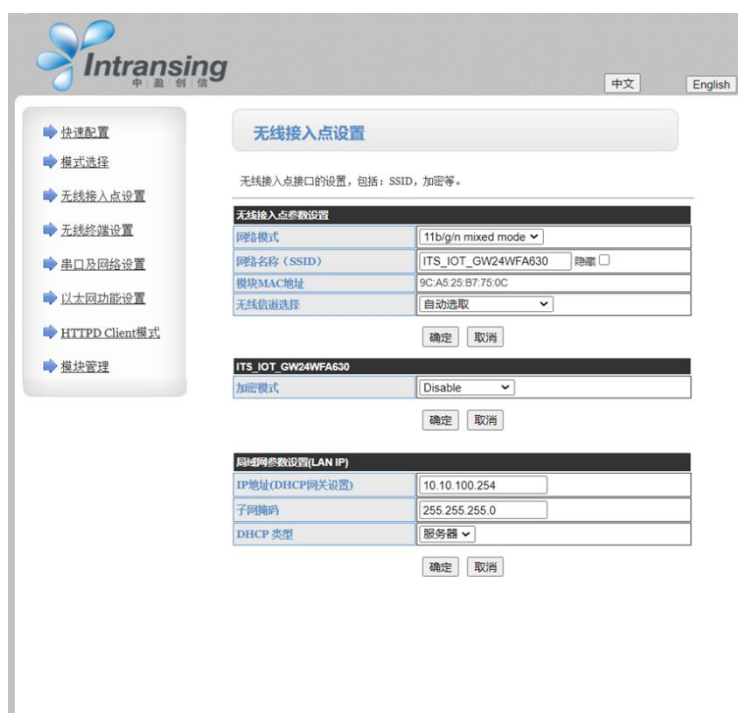 Intransing
中 盈 创 信
中文 English
快速配置
模式选择
无线接入点设置
无线终端设置
串口及网络设置
以太网功能设置
HTTPD Client模式
模块管理
无线接入点设置
无线接入点接口的设置，包括：SSID，加密等。
无线接入点参数设置
网络模式 11b/g/n mixed mode
网络名称（SSID） ITS_IOT_GW24WFA630 隐藏
模块MAC地址 9C:A5:25:B7:75:0C
无线信道选择 自动选取
确定 取消
ITS_IOT_GW24WFA630
加密模式 Disable
确定 取消
局域网参数设置(LAN IP)
IP地址(DHCP网关设置) 10.10.100.254
子网掩码 255.255.255.0
DHCP 类型 服务器
确定 取消